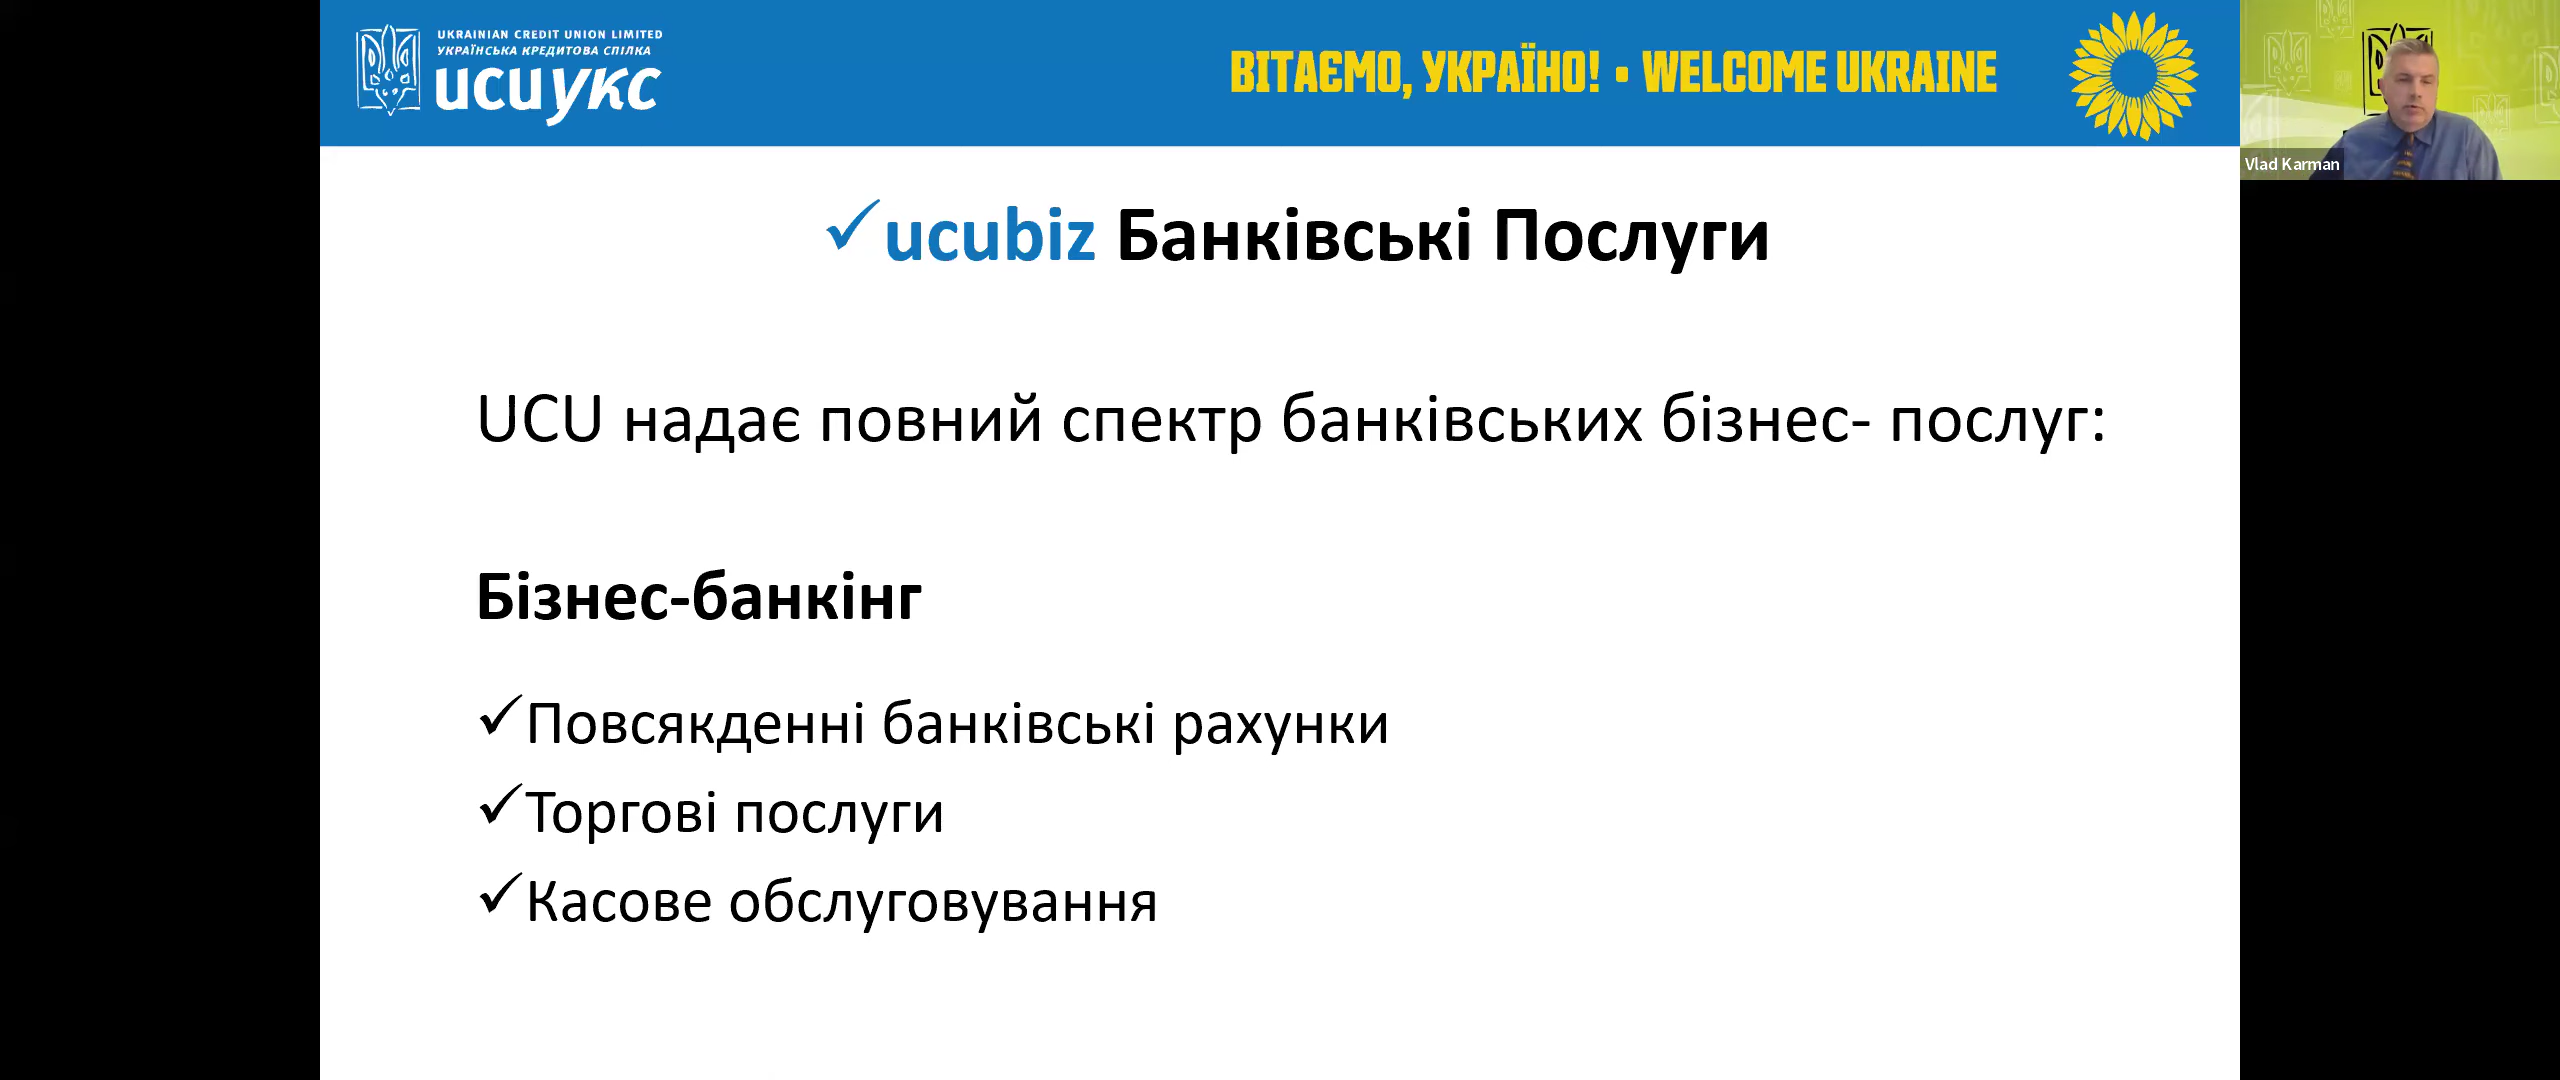 UKRAINIAN CREDIT UNION LIMITED
УКРАЇНСЬКА КРЕДИТОВА СПІЛКА
ucuукс
ВІТАЄМО, УКРАЇНО! • WELCOME UKRAINE
Vlad Karman
✓ucubiz Банківські Послуги
UCU надає повний спектр банківських бізнес- послуг:
Бізнес-банкінг
✓Повсякденні банківські рахунки
✓Торгові послуги
✓Касове обслуговування